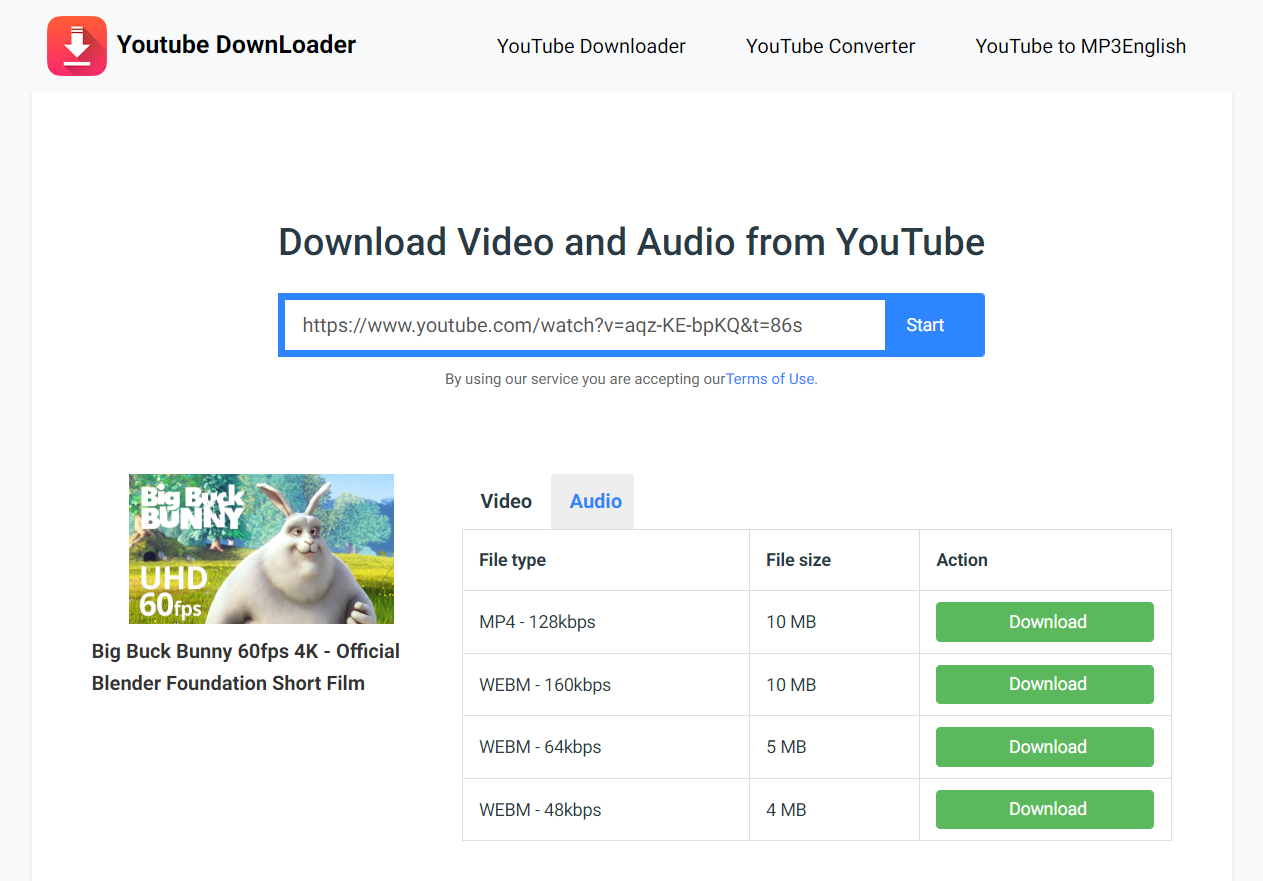 Youtube DownLoader
YouTube Downloader
YouTube Converter
YouTube to MP3English
Download Video and Audio from YouTube
https://www.youtube.com/watch?v=aqz-KE-bpKQ&t=86s
Start
By using our service you are accepting ourTerms of Use.
Big Buck
BUNNY
UHD
60fps
Big Buck Bunny 60fps 4K - Official
Blender Foundation Short Film
Video
Audio
File type
File size
Action
MP4 - 128kbps
10 MB
Download
WEBM - 160kbps
10 MB
Download
WEBM - 64kbps
5 MB
Download
WEBM - 48kbps
4 MB
Download